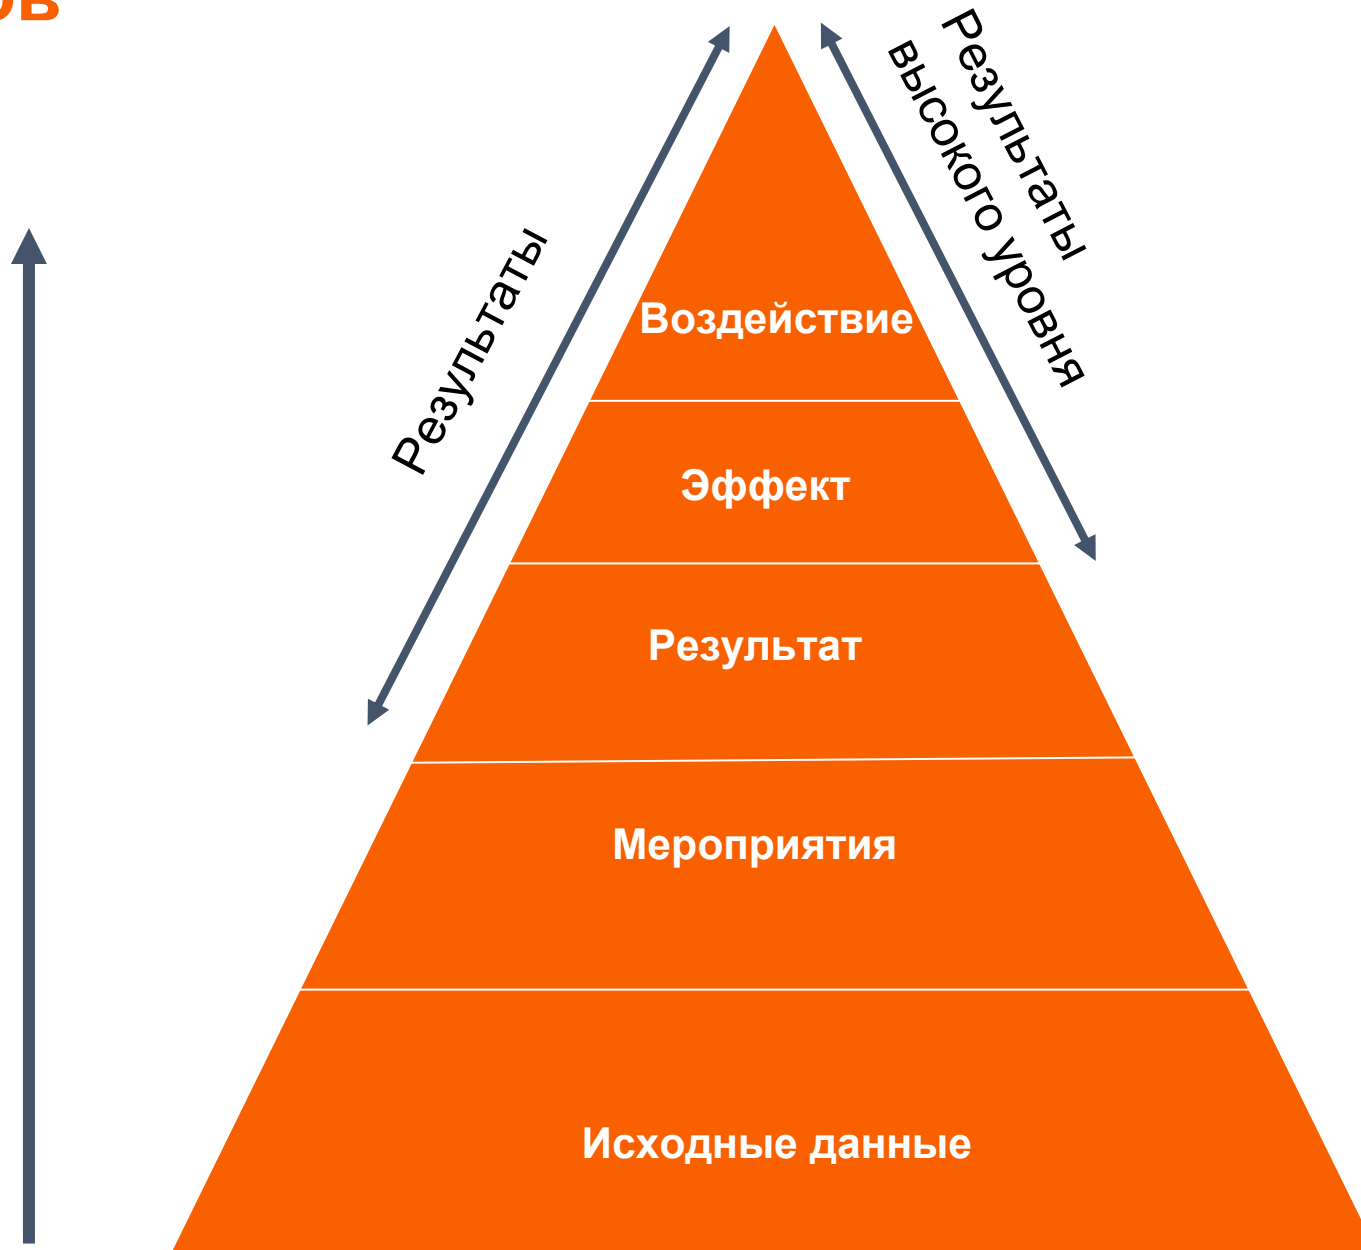 Результаты
высокого уровня
Результаты
Воздействие
Эффект
Результат
Мероприятия
Исходные данные